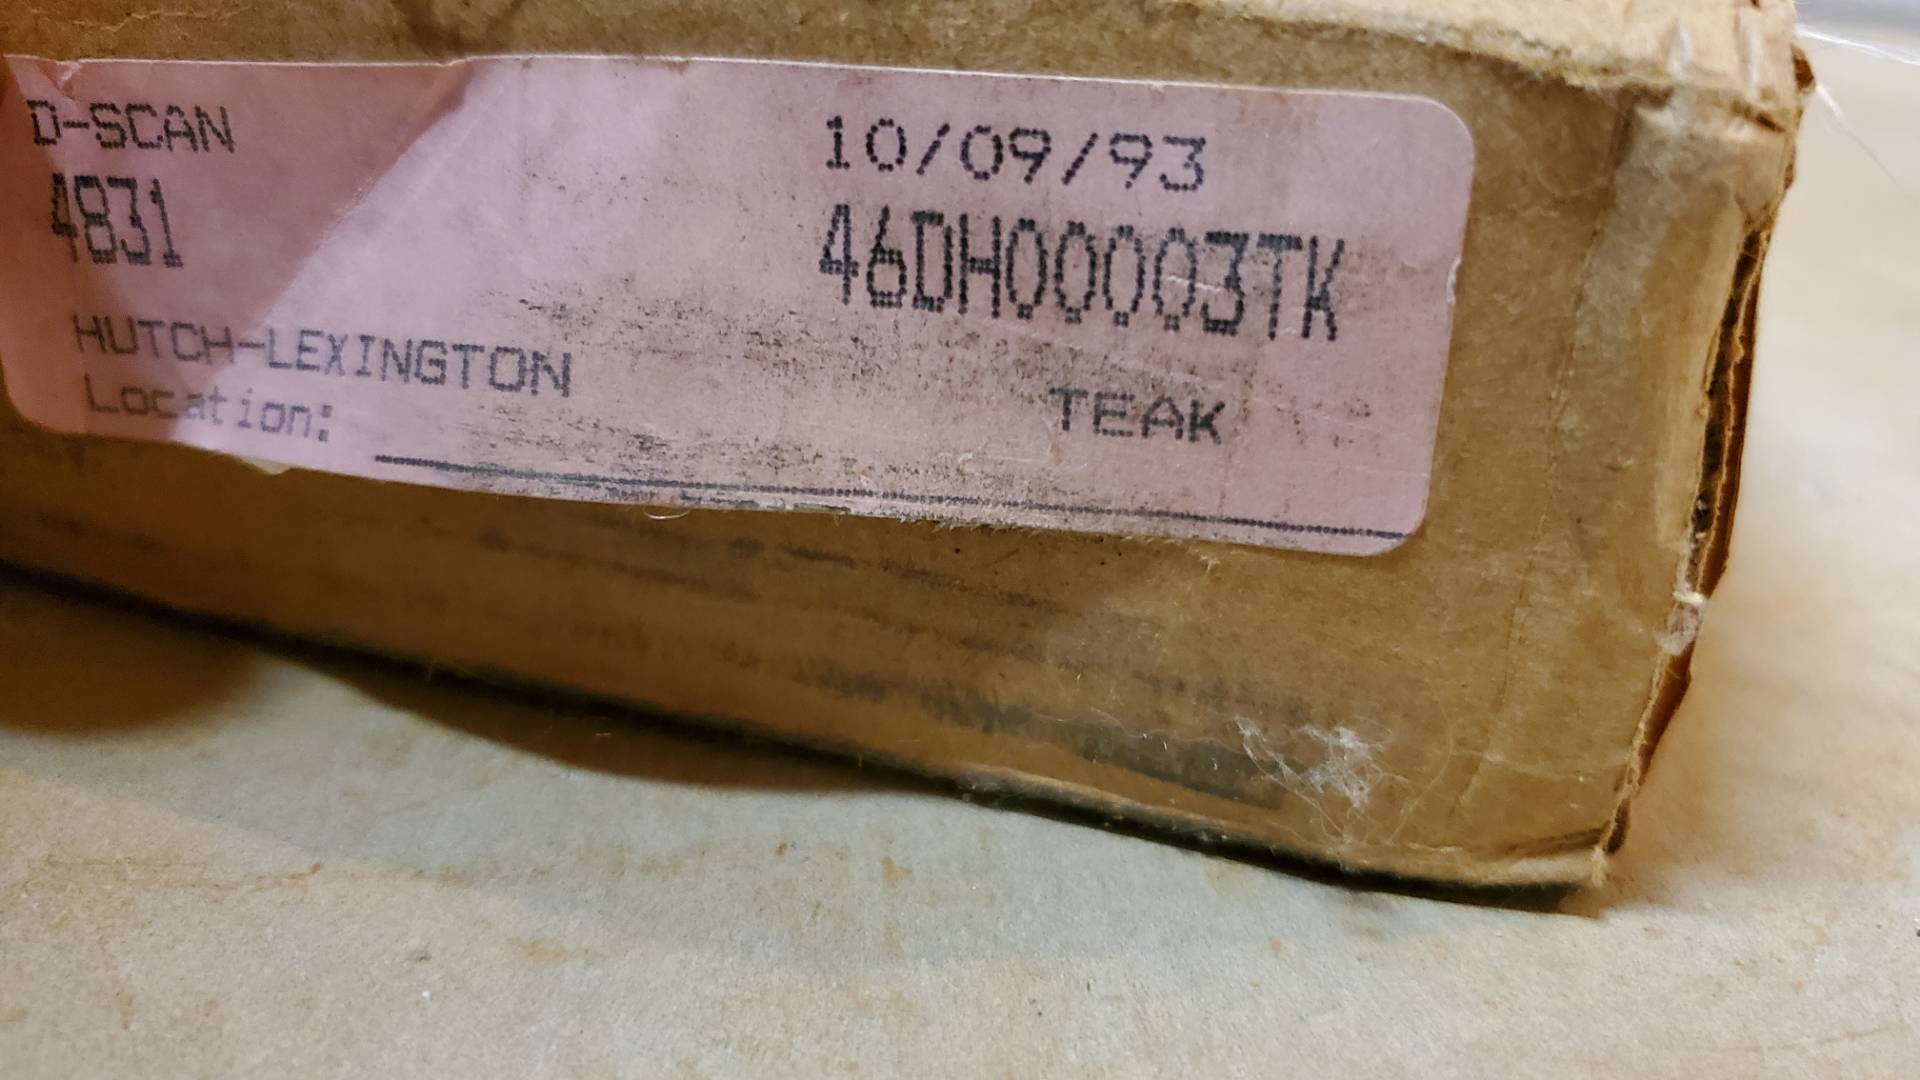 D-SCAN 10/09/93
4831 46DH00003TK
HUTCH-LEXINGTON TEAK
Location: